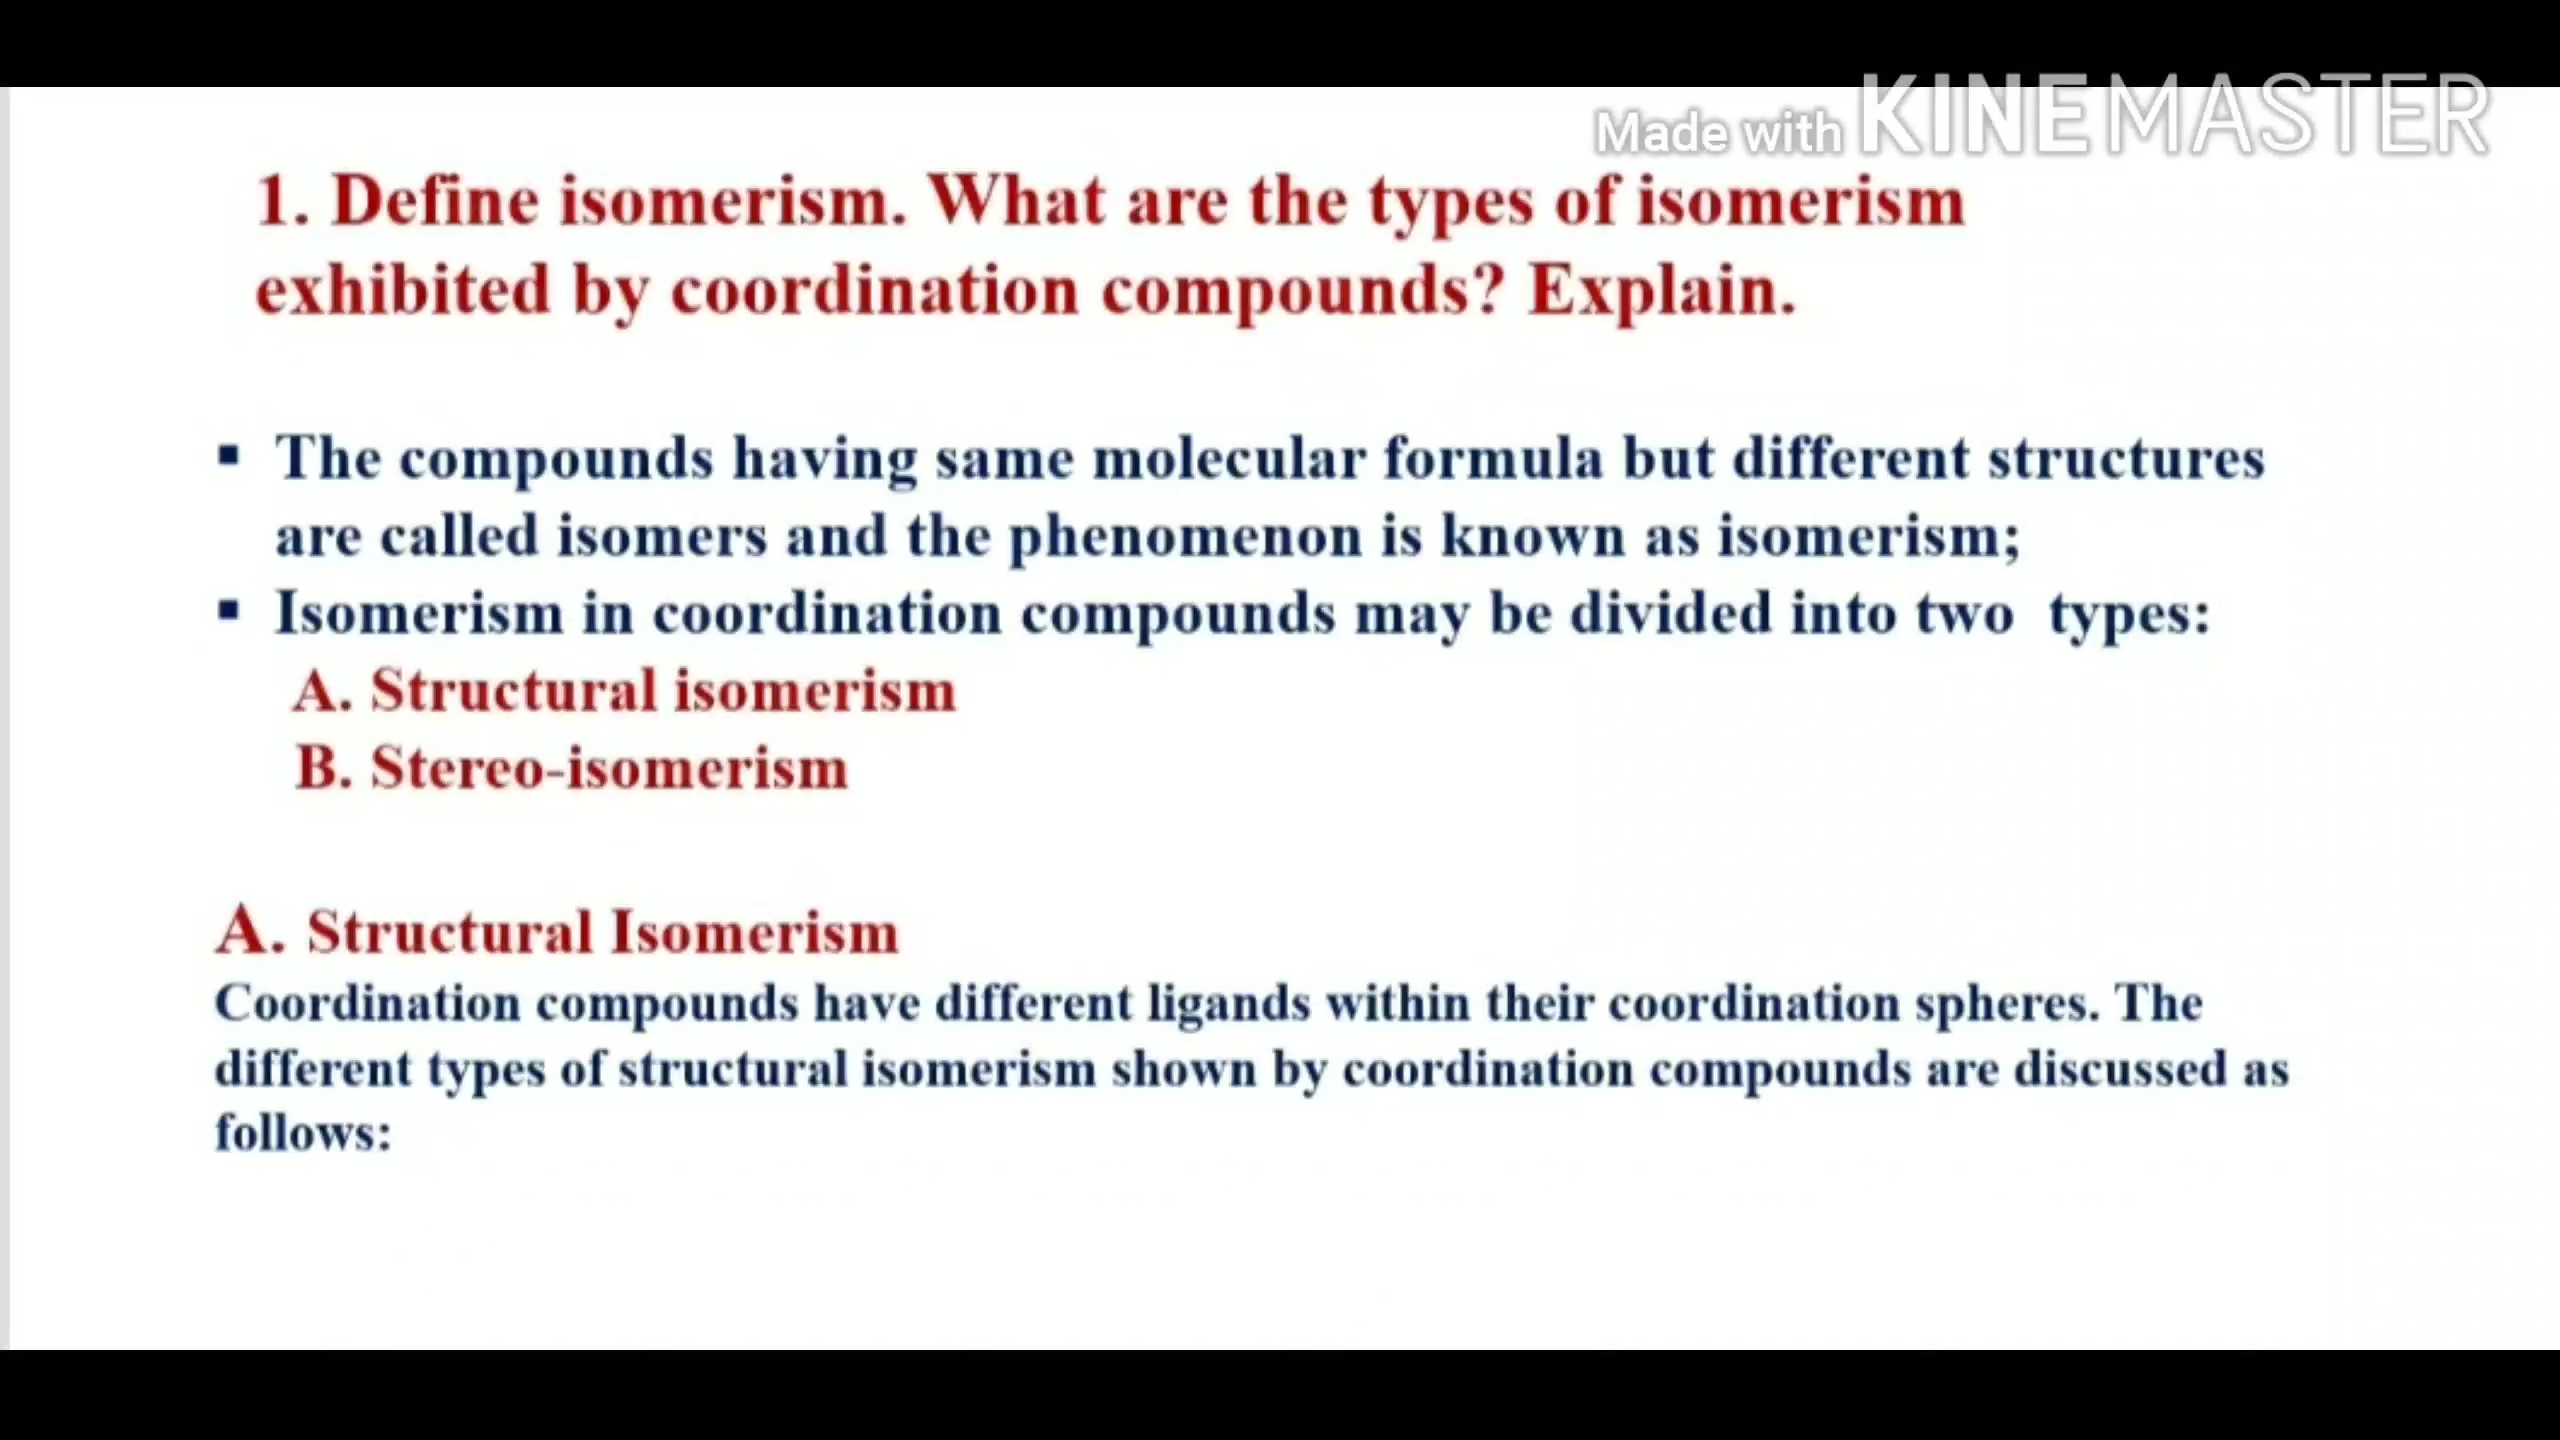 Made with KINEMASTER
1. Define isomerism. What are the types of isomerism
exhibited by coordination compounds? Explain.
▪ The compounds having same molecular formula but different structures
are called isomers and the phenomenon is known as isomerism;
▪ Isomerism in coordination compounds may be divided into two types:
A. Structural isomerism
B. Stereo-isomerism
A. Structural Isomerism
Coordination compounds have different ligands within their coordination spheres. The
different types of structural isomerism shown by coordination compounds are discussed as
follows: